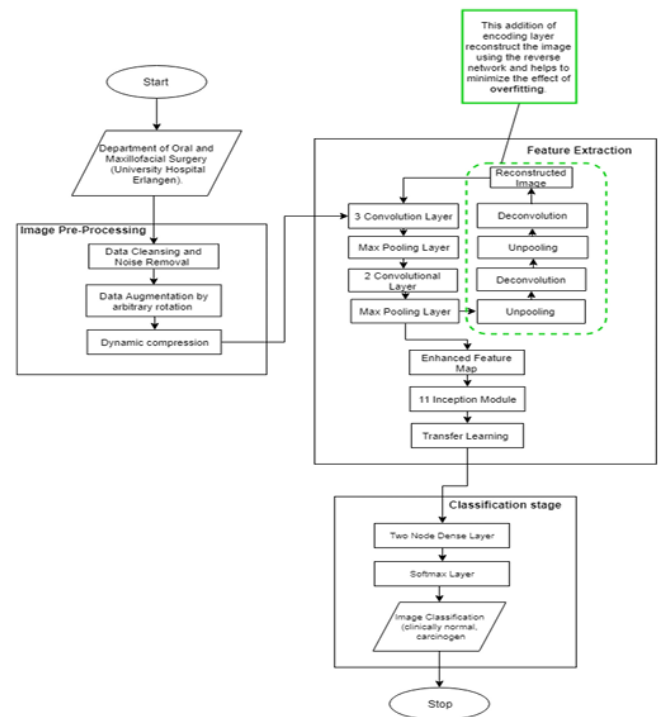 This addition of
encoding layer
reconstruct the image
using the reverse
network and helps to
minimize the effect of
overfitting.
Start
Department of Oral and
Maxillofacial Surgery
(University Hospital
Erlangen).
Image Pre-Processing
Data Cleansing and
Noise Removal
Data Augmentation by
arbitrary rotation
Dynamic compression
Feature Extraction
Reconstructed
Image
3 Convolution Layer
Deconvolution
Max Pooling Layer
Unpooling
2 Convolutional
Layer
Deconvolution
Max Pooling Layer
Unpooling
Enhanced Feature
Map
11 Inception Module
Transfer Learning
Classification stage
Two Node Dense Layer
Softmax Layer
Image Classification
(clinically normal,
carcinogen
Stop